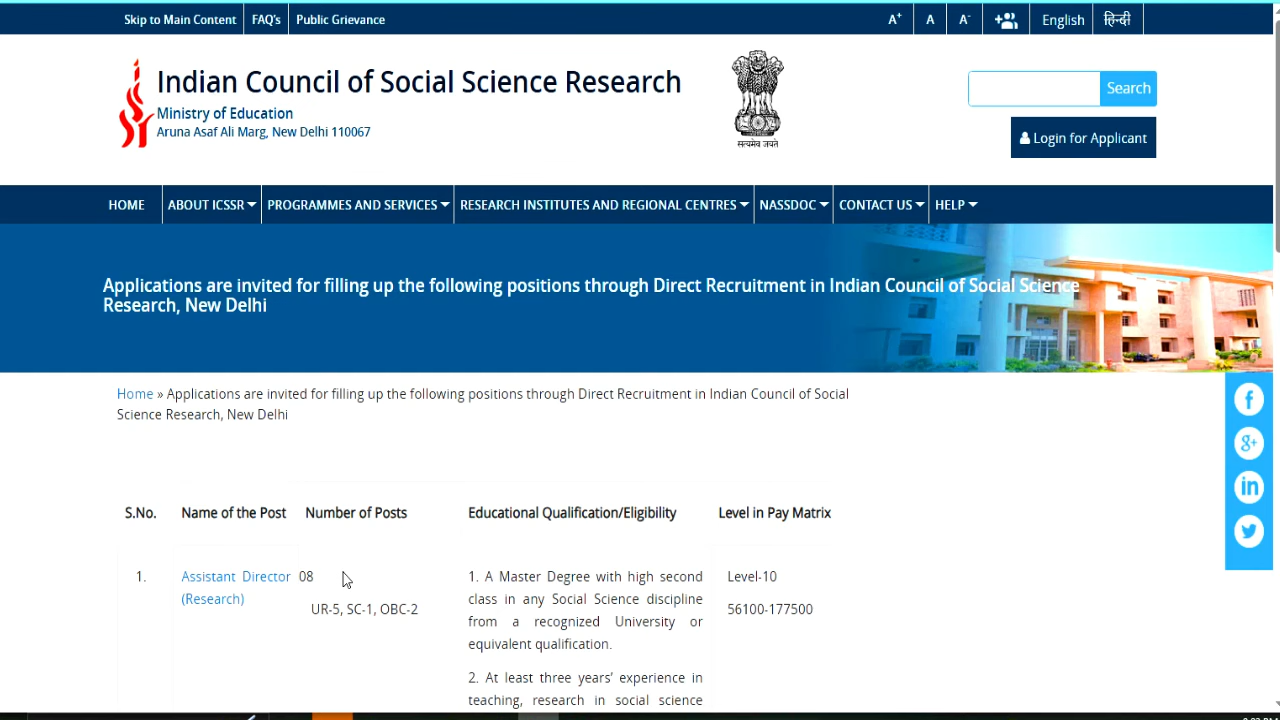 Skip to Main Content FAQ's Public Grievance A+ A A- English हिन्दी
Indian Council of Social Science Research
Ministry of Education
Aruna Asaf Ali Marg, New Delhi 110067
सत्यमेव जयते
Search
Login for Applicant
HOME ABOUT ICSSR PROGRAMMES AND SERVICES RESEARCH INSTITUTES AND REGIONAL CENTRES NASSDOC CONTACT US HELP
Applications are invited for filling up the following positions through Direct Recruitment in Indian Council of Social Science
Research, New Delhi
Home » Applications are invited for filling up the following positions through Direct Recruitment in Indian Council of Social
Science Research, New Delhi
S.No. Name of the Post Number of Posts Educational Qualification/Eligibility Level in Pay Matrix
1. Assistant Director 08 1. A Master Degree with high second Level-10
(Research) class in any Social Science discipline
UR-5, SC-1, OBC-2 56100-177500
from a recognized University or
equivalent qualification.
2. At least three years' experience in
teaching, research in social science